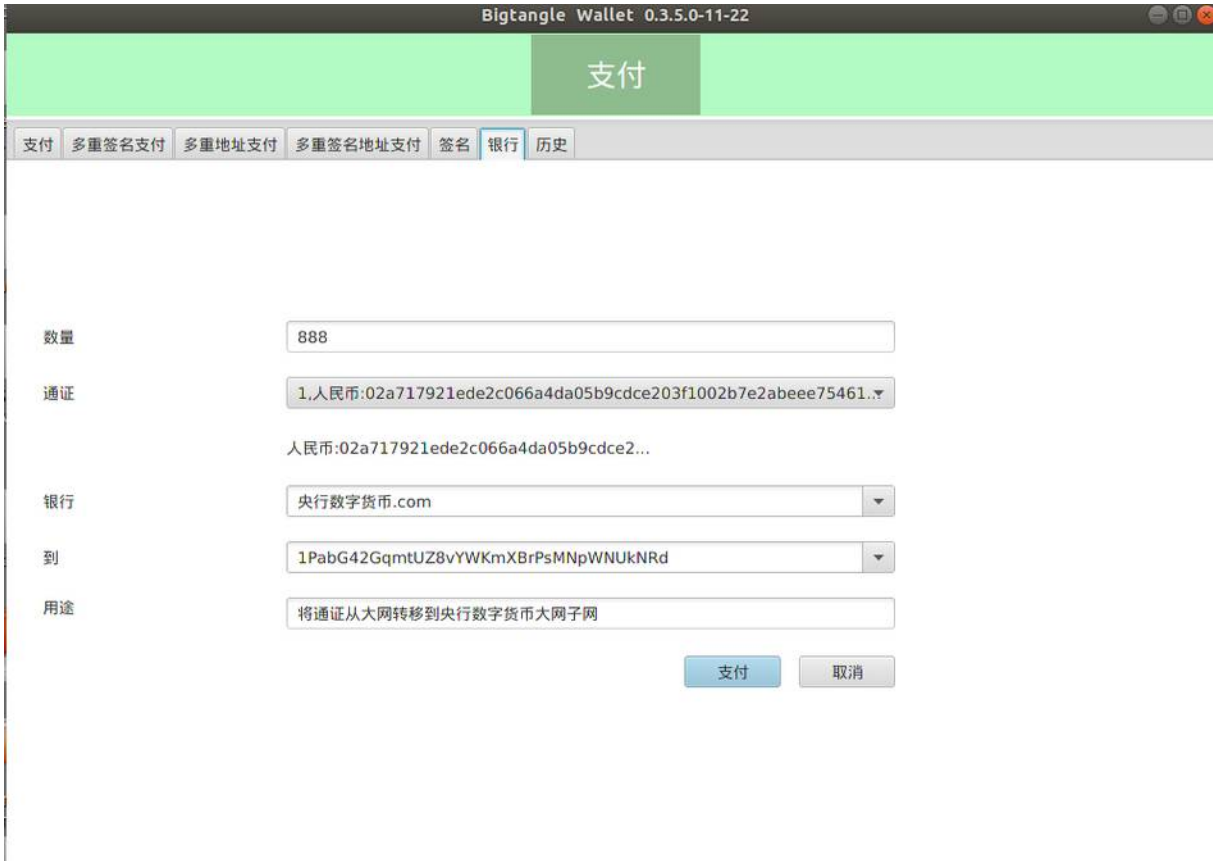 Bigtangle Wallet 0.3.5.0-11-22
支付
支付 多重签名支付 多重地址支付 多重签名地址支付 签名 银行 历史
数量 888
通证 1,人民币:02a717921ede2c066a4da05b9cdce203f1002b7e2abeee75461...
人民币:02a717921ede2c066a4da05b9cdce2...
银行 央行数字货币.com
到 1PabG42GqmtUZ8vYWKmXBrPsMNpWNUkNRd
用途 将通证从大网转移到央行数字货币大网子网
支付 取消